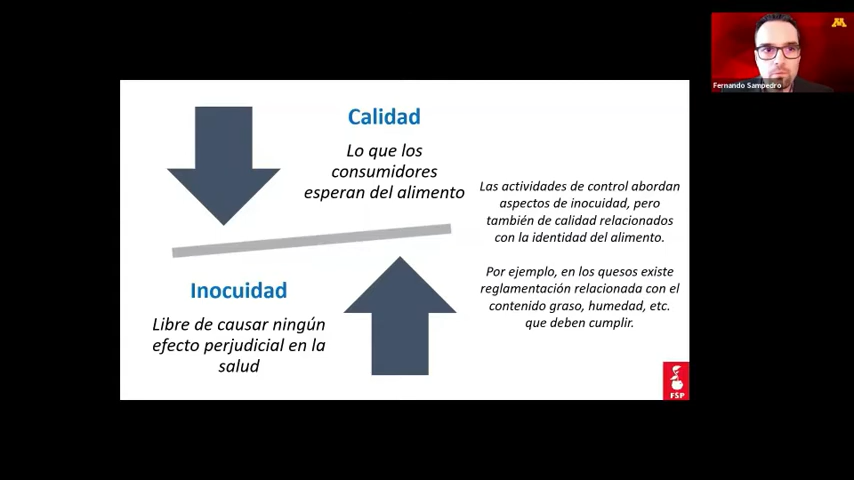 Fernando Sampedro
Calidad
Lo que los
consumidores
esperan del alimento
Inocuidad
Libre de causar ningún
efecto perjudicial en la
salud
Las actividades de control abordan
aspectos de inocuidad, pero
también de calidad relacionados
con la identidad del alimento.
Por ejemplo, en los quesos existe
reglamentación relacionada con el
contenido graso, humedad, etc.
que deben cumplir.
FSP
M